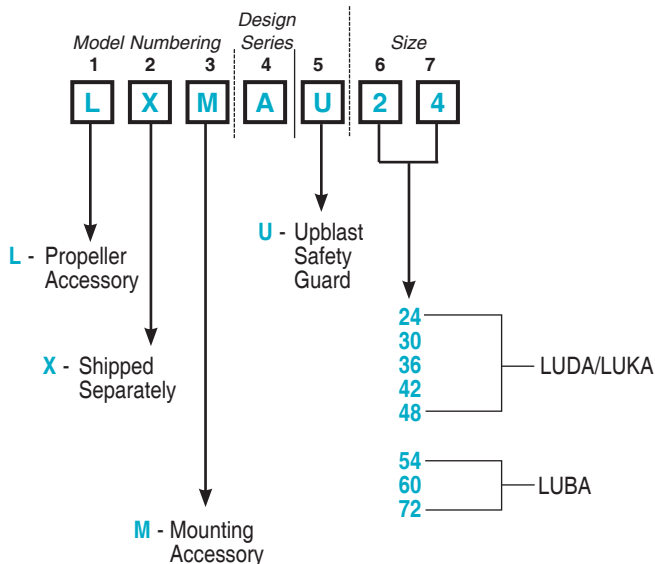 Design
Model Numbering Series Size
1 2 3 4 5 6 7
L X M A U 2 4
U - Upblast
Safety
Guard
L - Propeller
Accessory
24
30
36
42
48
LUDA/LUKA
X - Shipped
Separately
54
60
72
LUBA
M - Mounting
Accessory